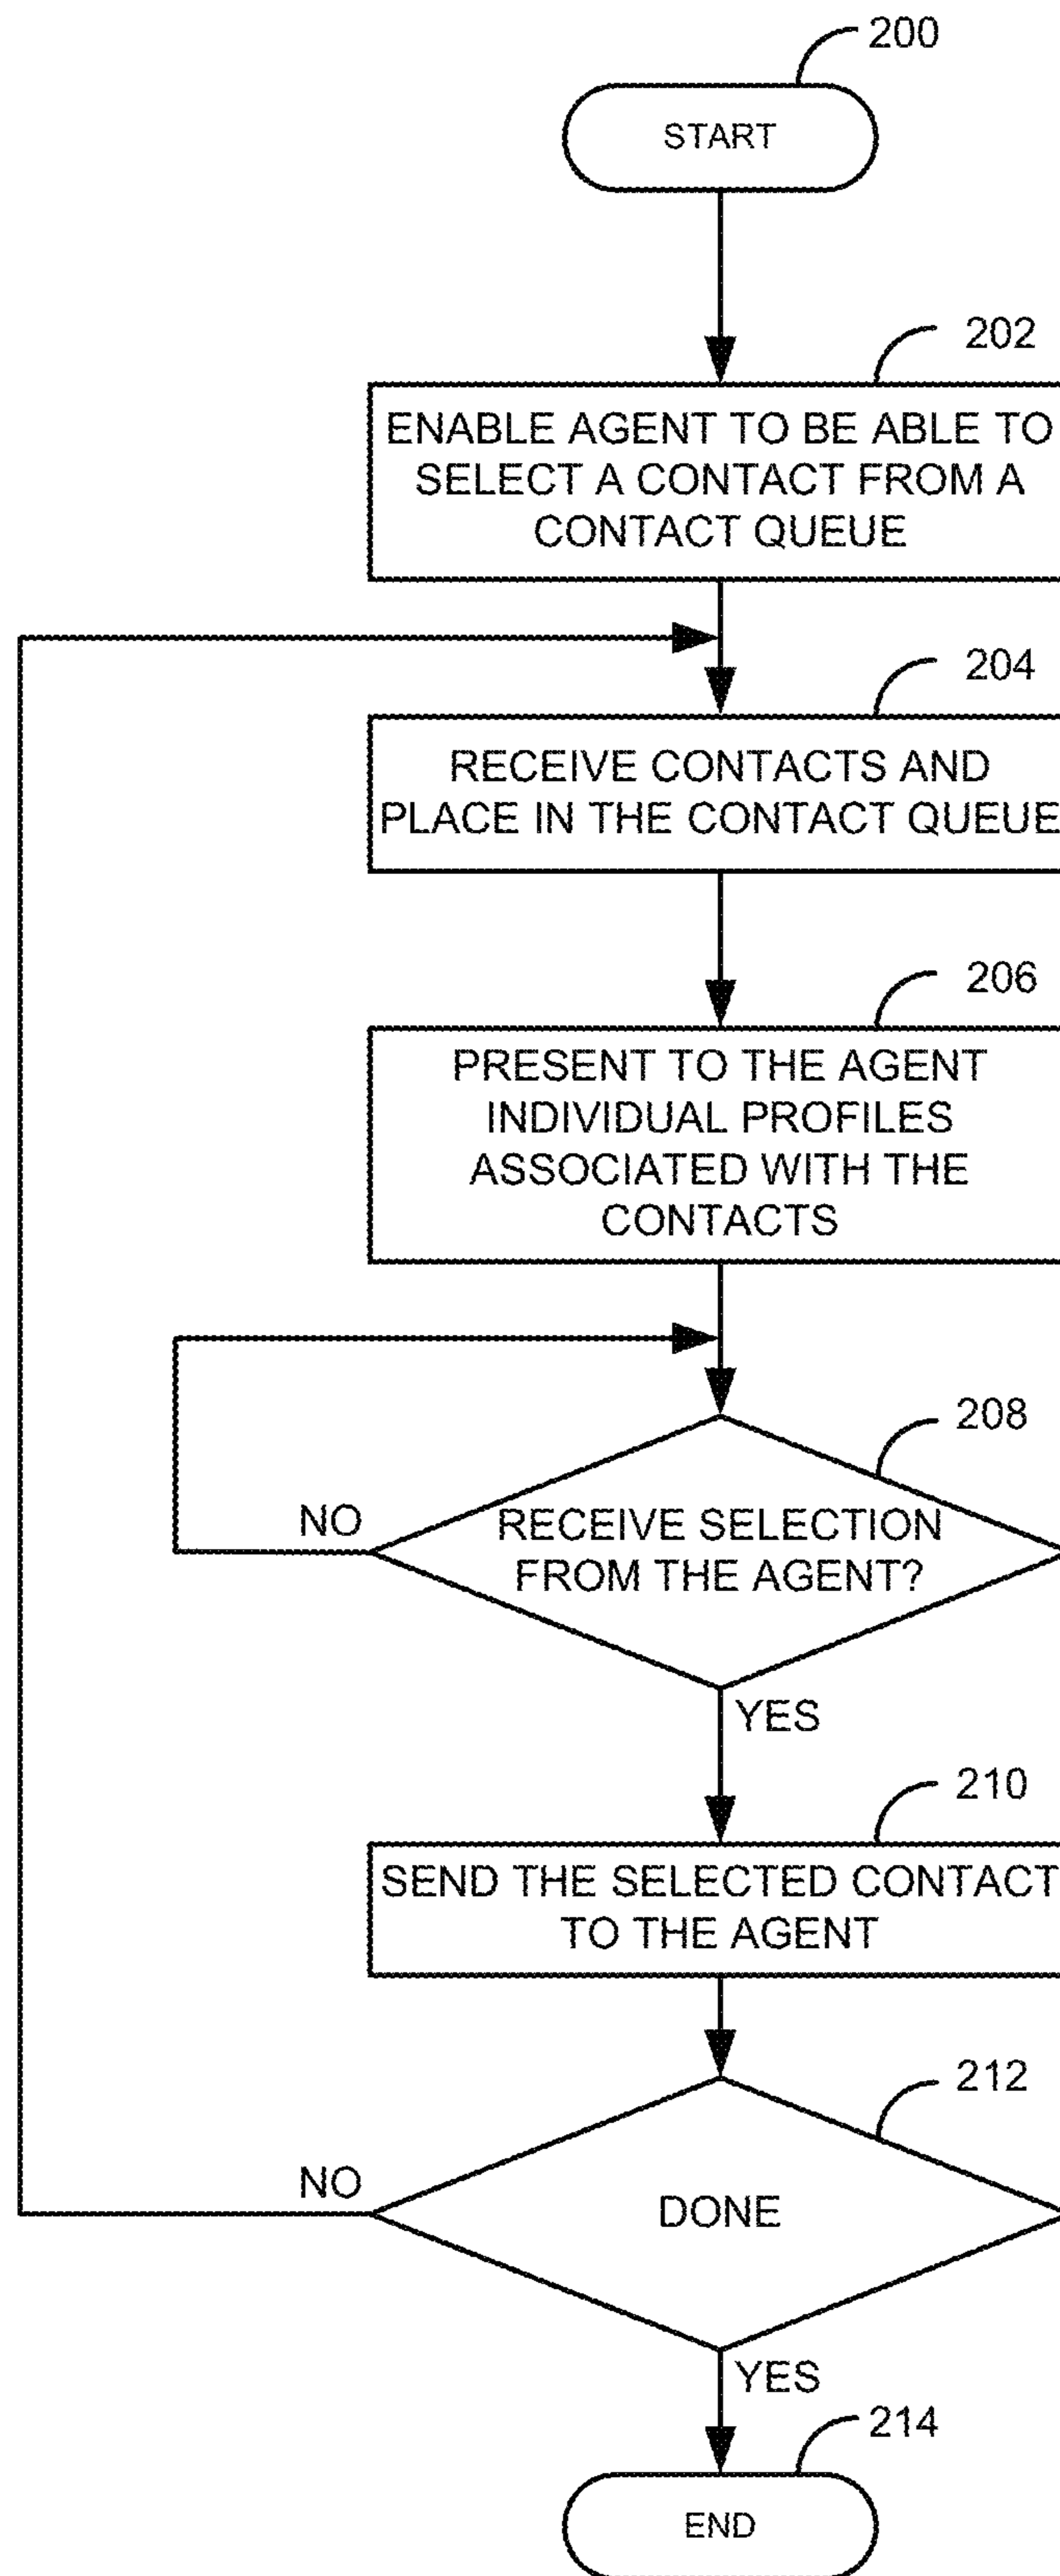 200
START
202
ENABLE AGENT TO BE ABLE TO
SELECT A CONTACT FROM A
CONTACT QUEUE
204
RECEIVE CONTACTS AND
PLACE IN THE CONTACT QUEUE
206
PRESENT TO THE AGENT
INDIVIDUAL PROFILES
ASSOCIATED WITH THE
CONTACTS
208
NO
RECEIVE SELECTION
FROM THE AGENT?
YES
210
SEND THE SELECTED CONTACT
TO THE AGENT
212
NO
DONE
YES
214
END